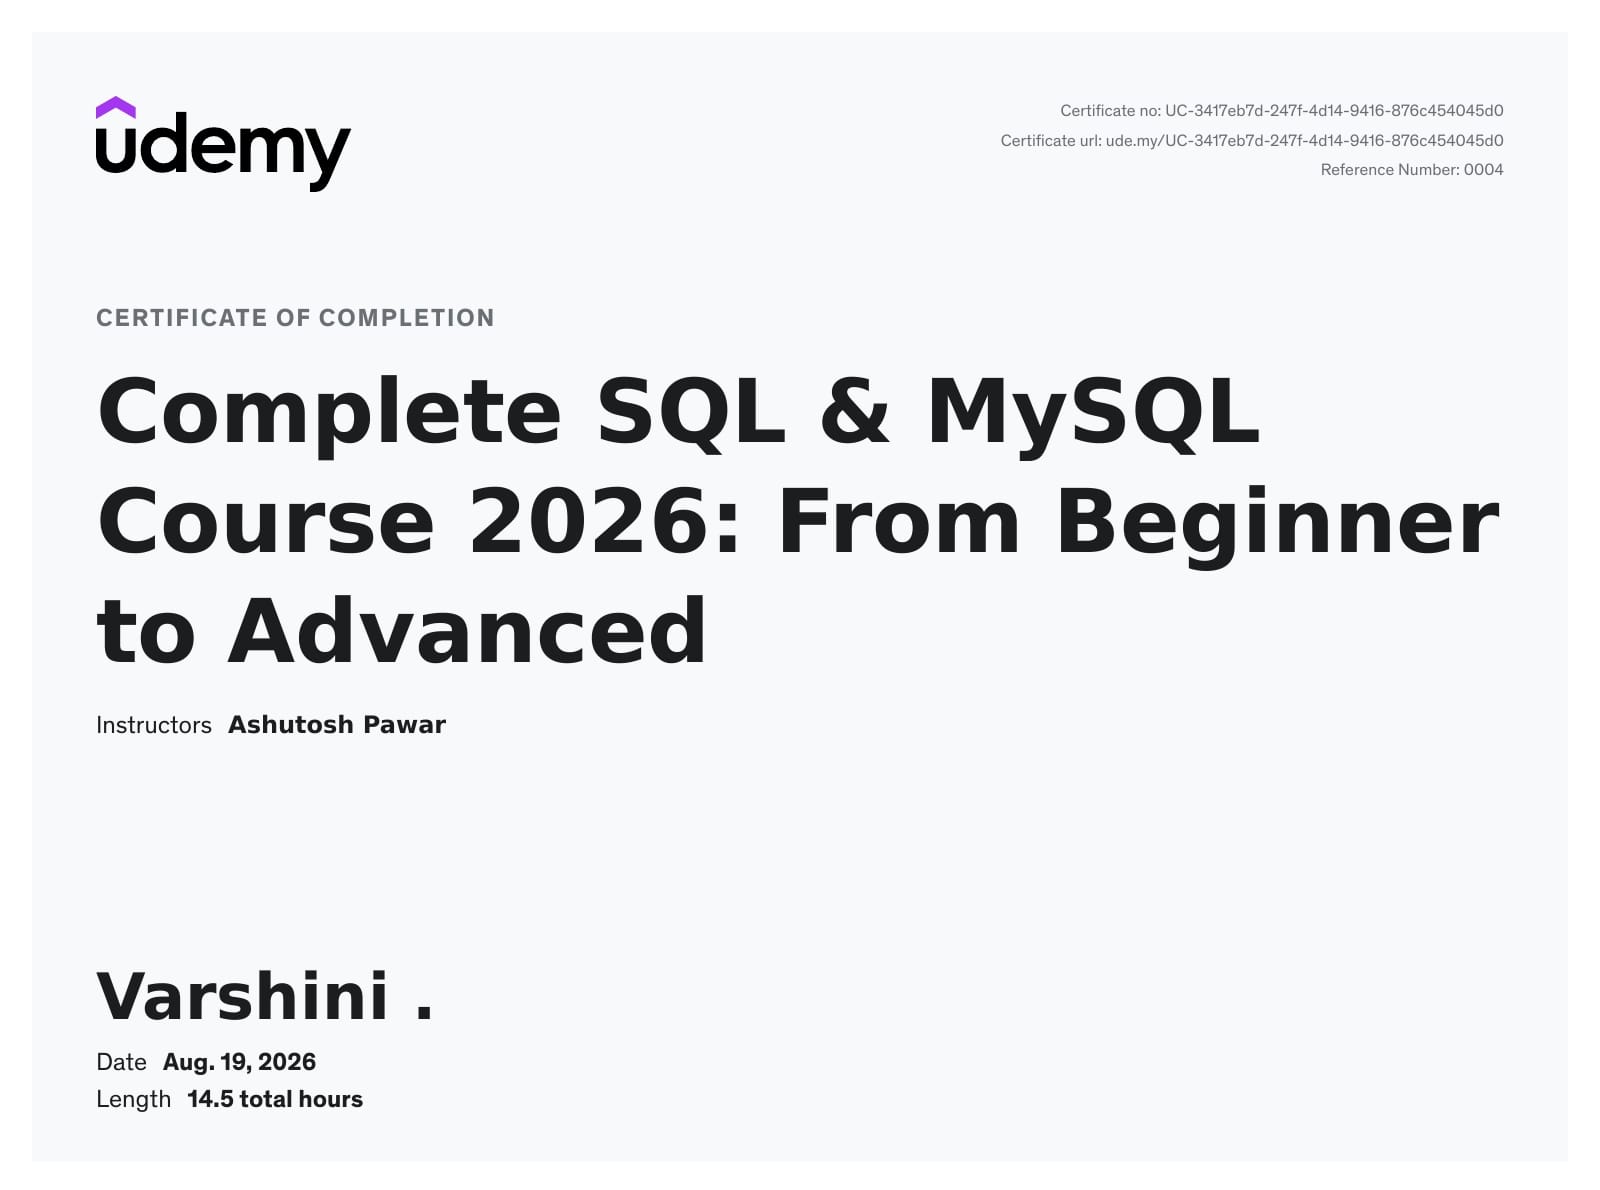 udemy
Certificate no: UC-3417eb7d-247f-4d14-9416-876c454045d0
Certificate url: ude.my/UC-3417eb7d-247f-4d14-9416-876c454045d0
Reference Number: 0004
CERTIFICATE OF COMPLETION
Complete SQL & MySQL
Course 2026: From Beginner
to Advanced
Instructors Ashutosh Pawar
Varshini .
Date Aug. 19, 2026
Length 14.5 total hours